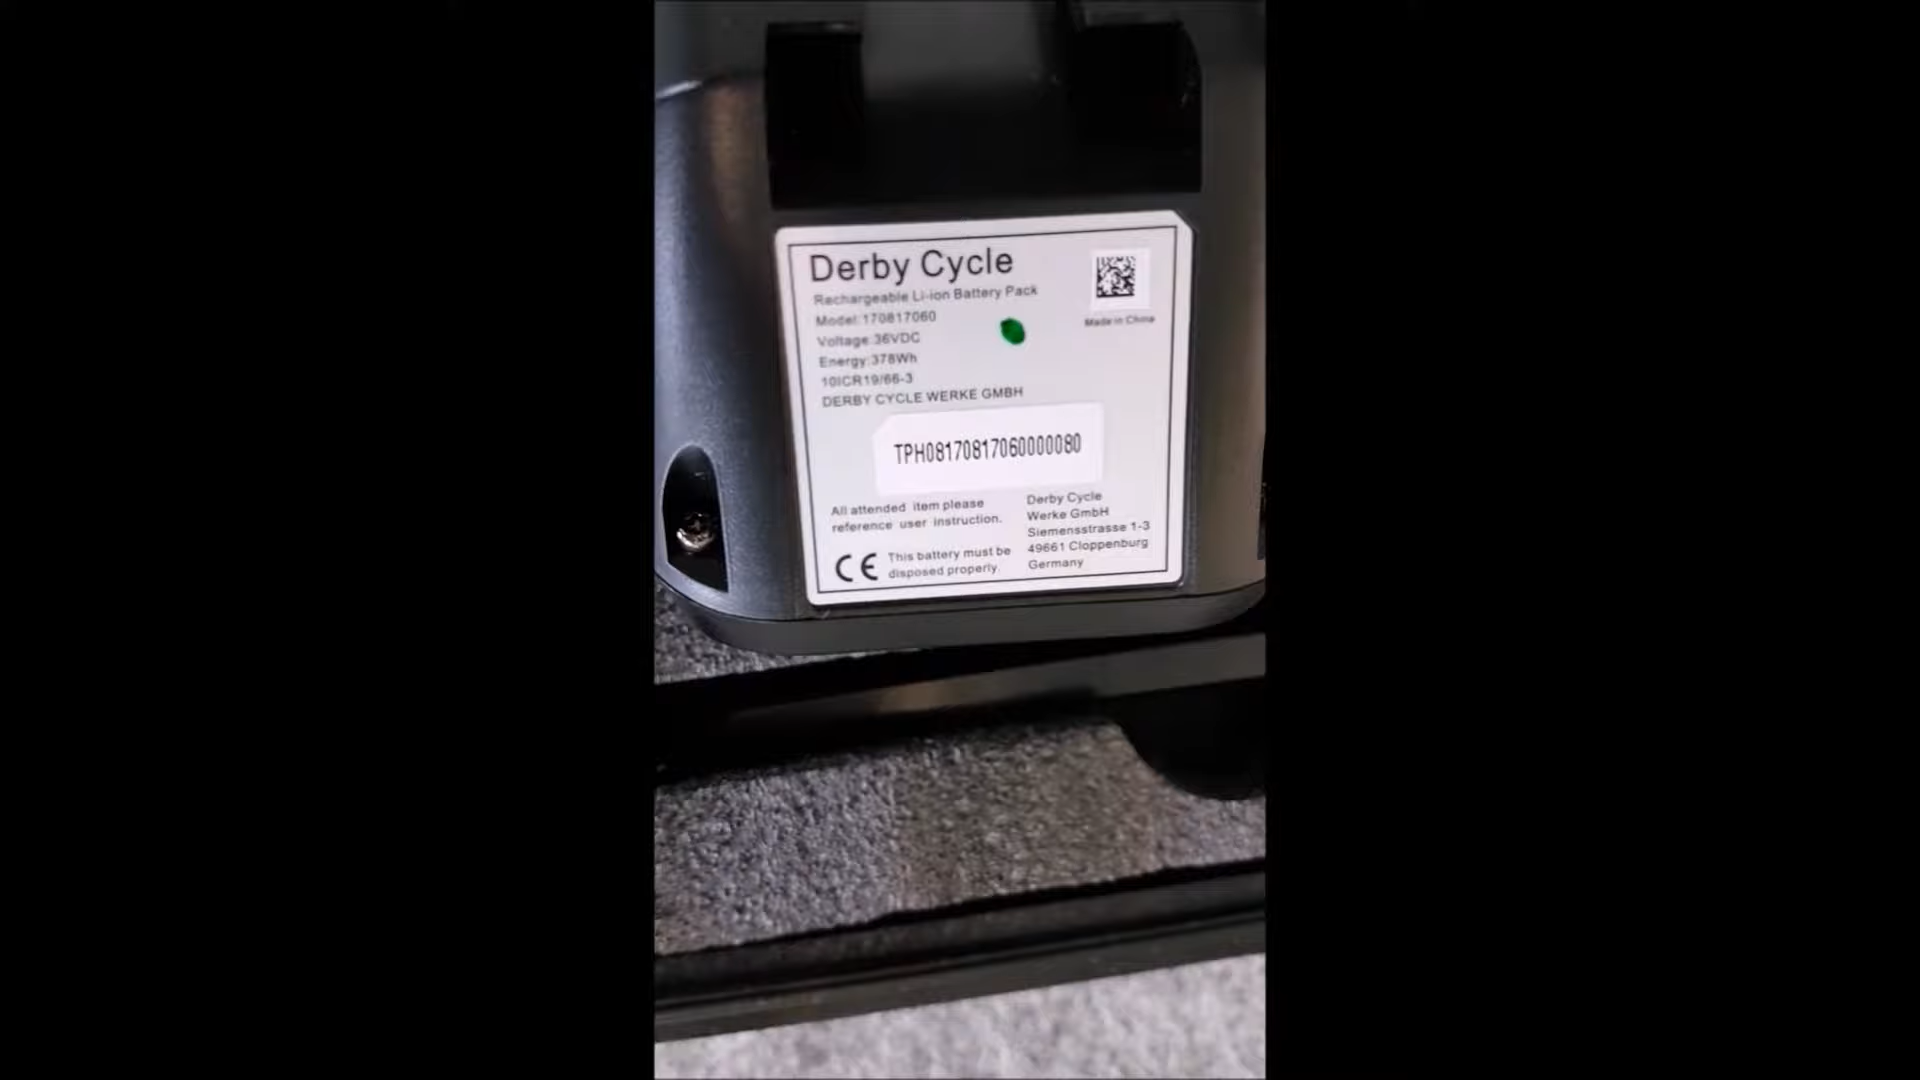 Derby Cycle
Rechargeable Li-ion Battery Pack
Model:170817060
Voltage:36VDC
Energy:378Wh
10ICR19/66-3
DERBY CYCLE WERKE GMBH
Made in China
TPH08170817060000080
All attended item please
reference user instruction.
CE
This battery must be
disposed properly.
Derby Cycle
Werke GmbH
Siemensstrasse 1-3
49661 Cloppenburg
Germany